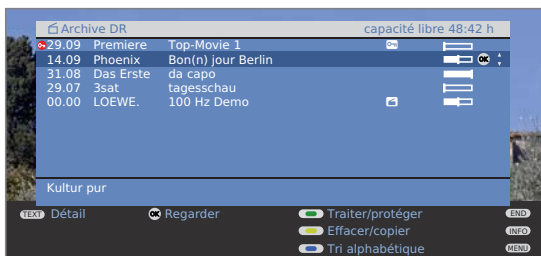 Archive DR capacité libre 48:42 h
29.09 Premiere Top-Movie 1
14.09 Phoenix Bon(n) jour Berlin OK
31.08 Das Erste da capo
29.07 3sat tagesschau
00.00 LOEWE. 100 Hz Demo
Kultur pur
TEXT Détail OK Regarder Traiter/protéger END
Effacer/copier INFO
Tri alphabétique MENU